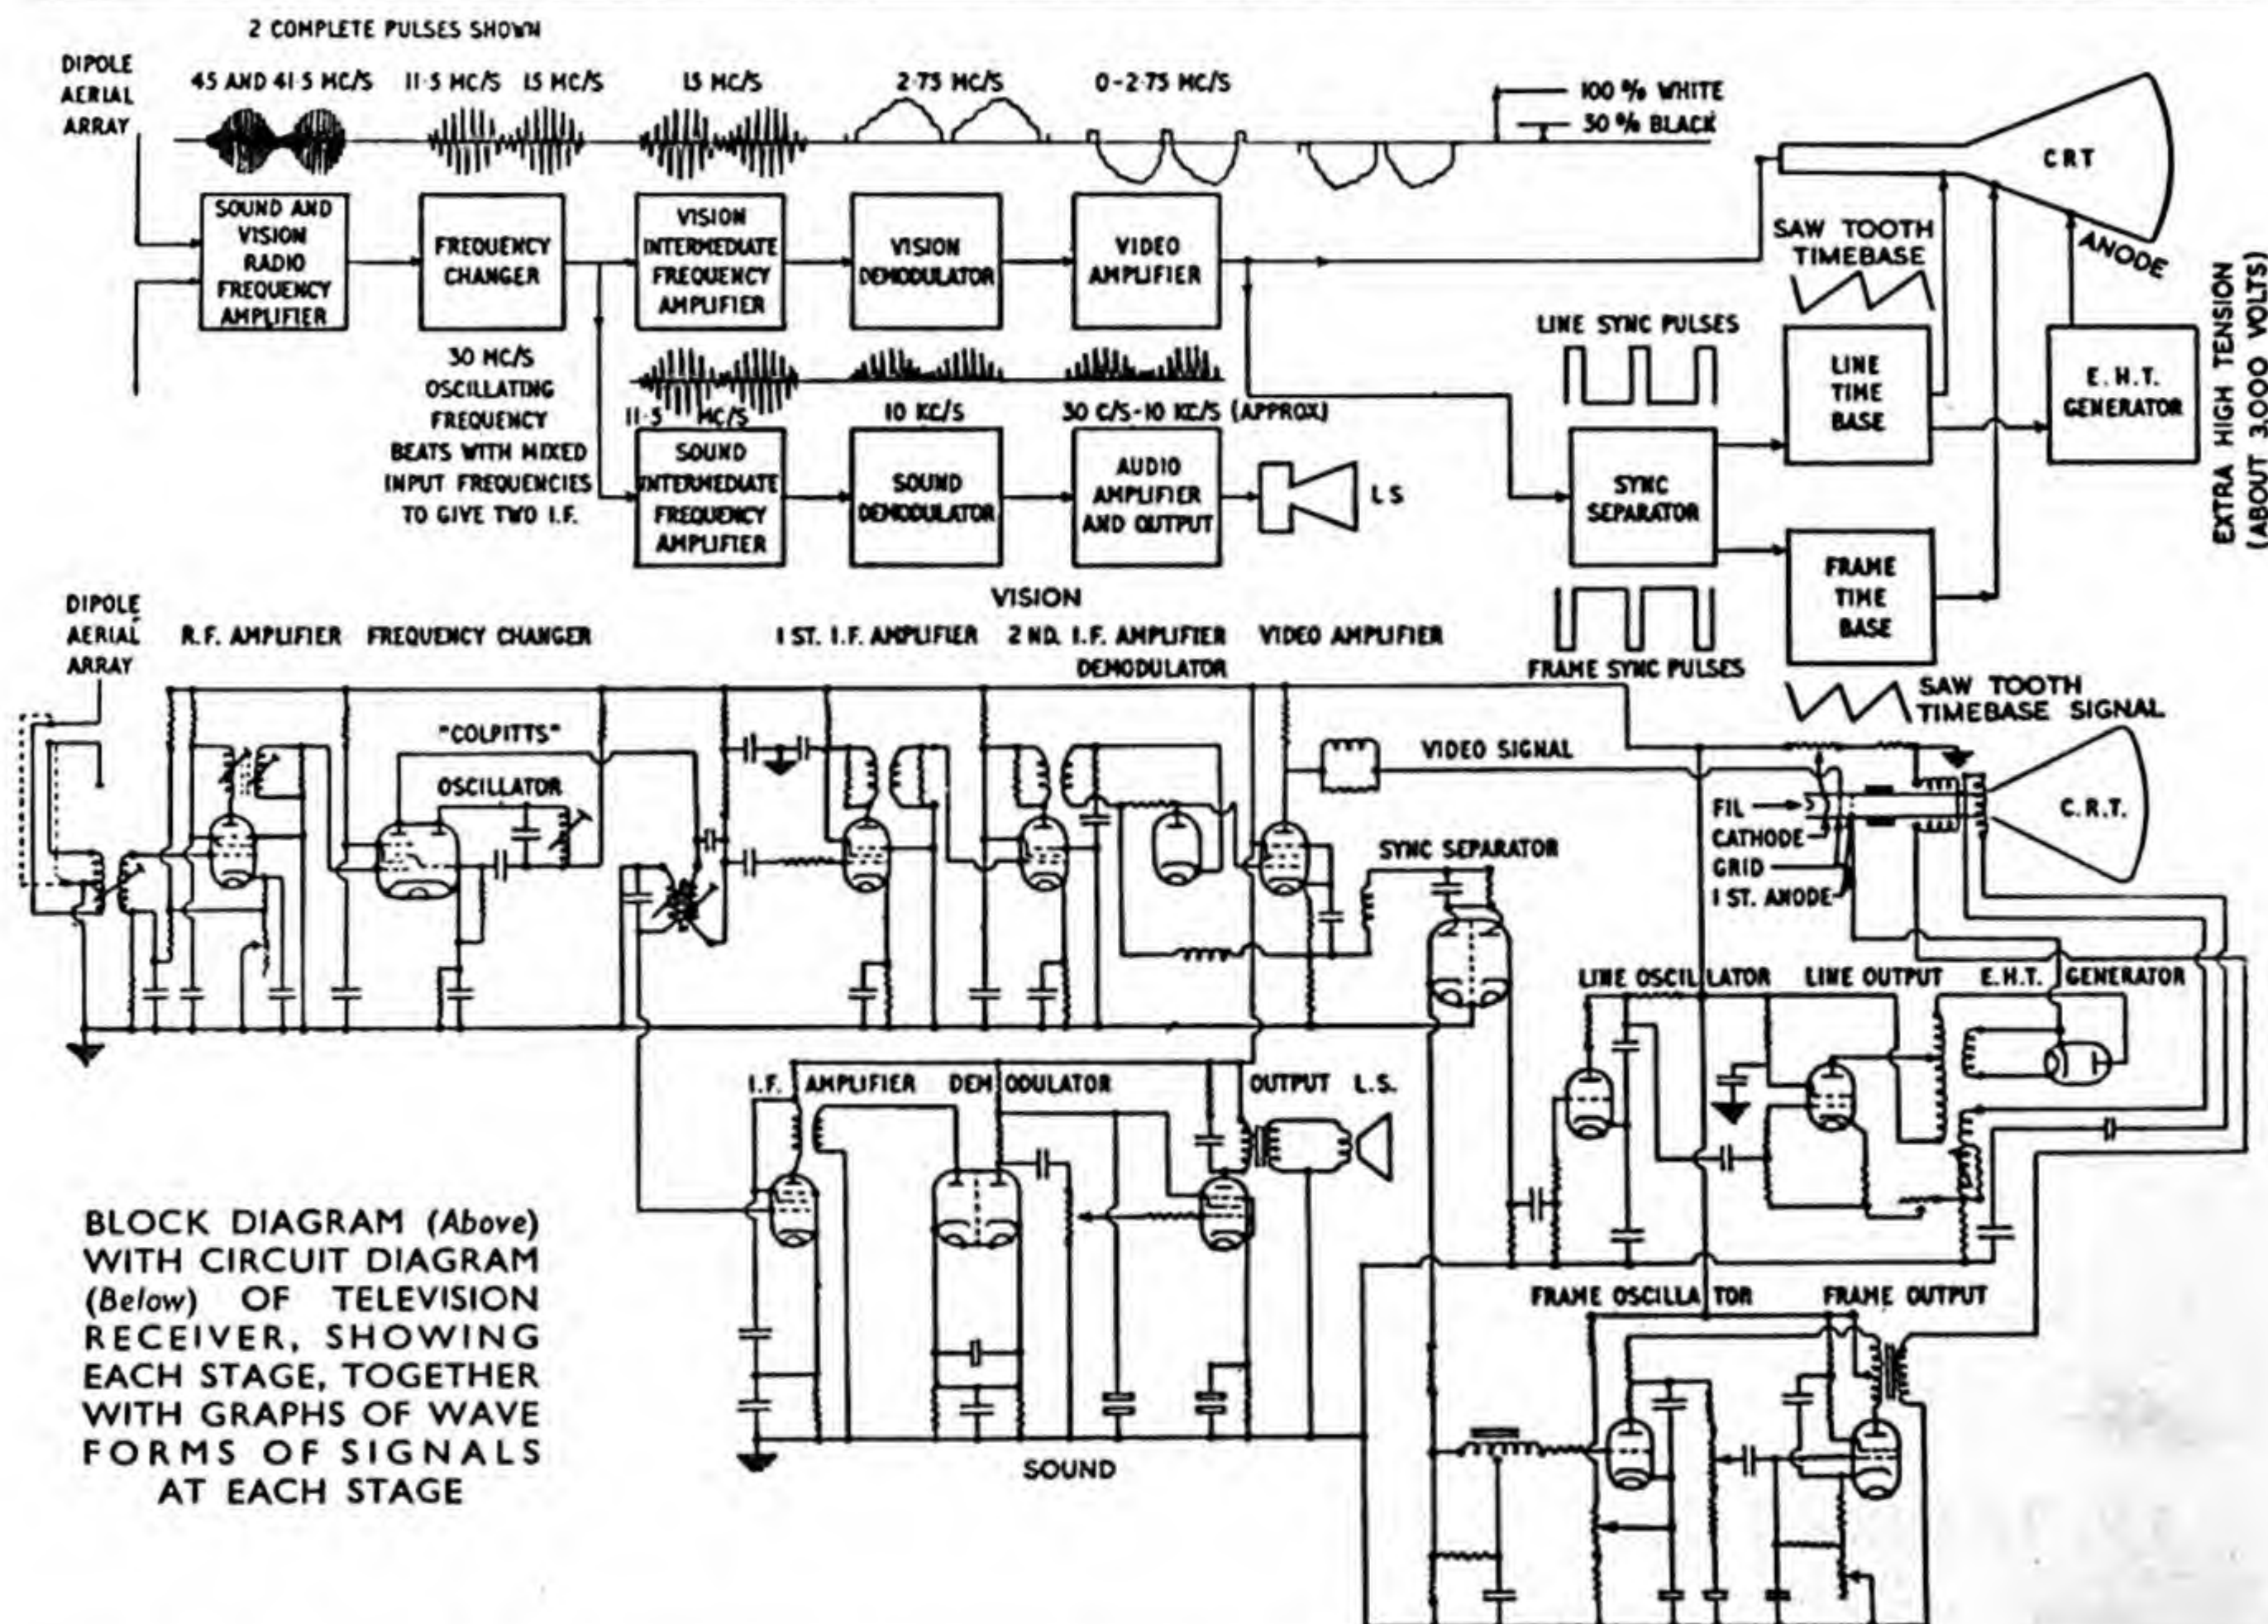 2 COMPLETE PULSES SHOWN
DIPOLE
AERIAL
ARRAY
45 AND 41·5 MC/S
11·5 MC/S 15 MC/S
15 MC/S
2·75 MC/S
0-2·75 MC/S
100% WHITE
30% BLACK
CRT
SOUND AND
VISION
RADIO
FREQUENCY
AMPLIFIER
FREQUENCY
CHANGER
VISION
INTERMEDIATE
FREQUENCY
AMPLIFIER
VISION
DEMODULATOR
VIDEO
AMPLIFIER
SAW TOOTH
TIMEBASE
ANODE
EXTRA HIGH TENSION
(ABOUT 3,000 VOLTS)
LINE SYNC PULSES
LINE
TIME
BASE
E.H.T.
GENERATOR
30 MC/S
OSCILLATING
FREQUENCY
BEATS WITH MIXED
INPUT FREQUENCIES
TO GIVE TWO I.F.
11·5 MC/S
10 KC/S
30 C/S-10 KC/S (APPROX)
SOUND
INTERMEDIATE
FREQUENCY
AMPLIFIER
SOUND
DEMODULATOR
AUDIO
AMPLIFIER
AND OUTPUT
LS
SYNC
SEPARATOR
FRAME
TIME
BASE
FRAME SYNC PULSES
SAW TOOTH
TIMEBASE SIGNAL
VISION
DIPOLE
AERIAL
ARRAY
R.F. AMPLIFIER
FREQUENCY CHANGER
1 ST. I.F. AMPLIFIER
2 ND. I.F. AMPLIFIER
DEMODULATOR
VIDEO AMPLIFIER
"COLPITTS"
OSCILLATOR
VIDEO SIGNAL
SYNC SEPARATOR
FIL
CATHODE
GRID
1 ST. ANODE
C.R.T.
LINE OSCILLATOR
LINE OUTPUT
E.H.T. GENERATOR
I.F. AMPLIFIER
DEMODULATOR
OUTPUT
L.S.
FRAME OSCILLATOR
FRAME OUTPUT
SOUND
BLOCK DIAGRAM (Above)
WITH CIRCUIT DIAGRAM
(Below) OF TELEVISION
RECEIVER, SHOWING
EACH STAGE, TOGETHER
WITH GRAPHS OF WAVE
FORMS OF SIGNALS
AT EACH STAGE